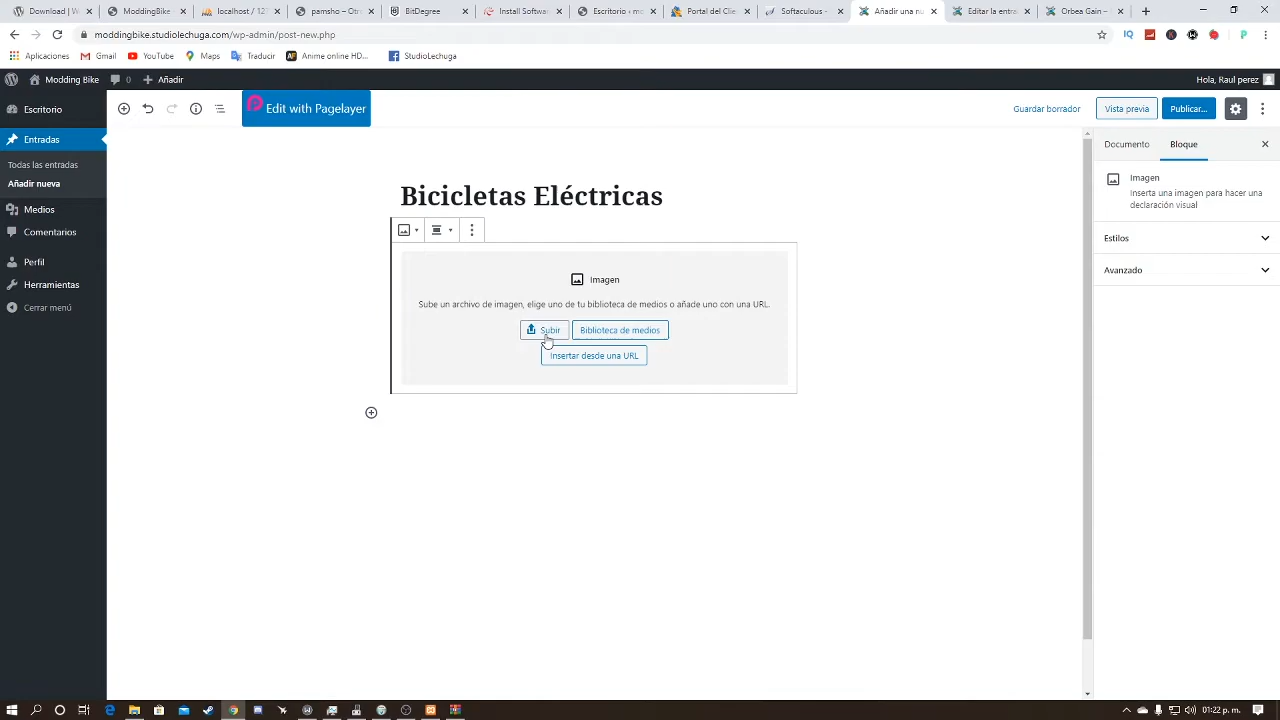 Download | W
ModdingBike
localhost / 12
pamsho – Otr
BitDegree
Install Softwar
Escritorio ‹ mo
Portal del Clie
Softaculous -
Añadir una nu
Editar la entra
Orbea Gain –
moddingbike.studiolechuga.com/wp-admin/post-new.php
Aplicaciones
Gmail
YouTube
Maps
Traducir
Anime online HD...
StudioLechuga
Modding Bike
0
Añadir
Hola, Raul perez
Escritorio
Edit with Pagelayer
Guardar borrador
Vista previa
Publicar...
Entradas
Todas las entradas
Añadir nueva
Medios
Comentarios
Perfil
Herramientas
Cerrar menú
Bicicletas Eléctricas
Imagen
Sube un archivo de imagen, elige uno de tu biblioteca de medios o añade uno con una URL.
Subir
Biblioteca de medios
Insertar desde una URL
Documento
Bloque
Imagen
Inserta una imagen para hacer una
declaración visual
Estilos
Avanzado
01:22 p. m.